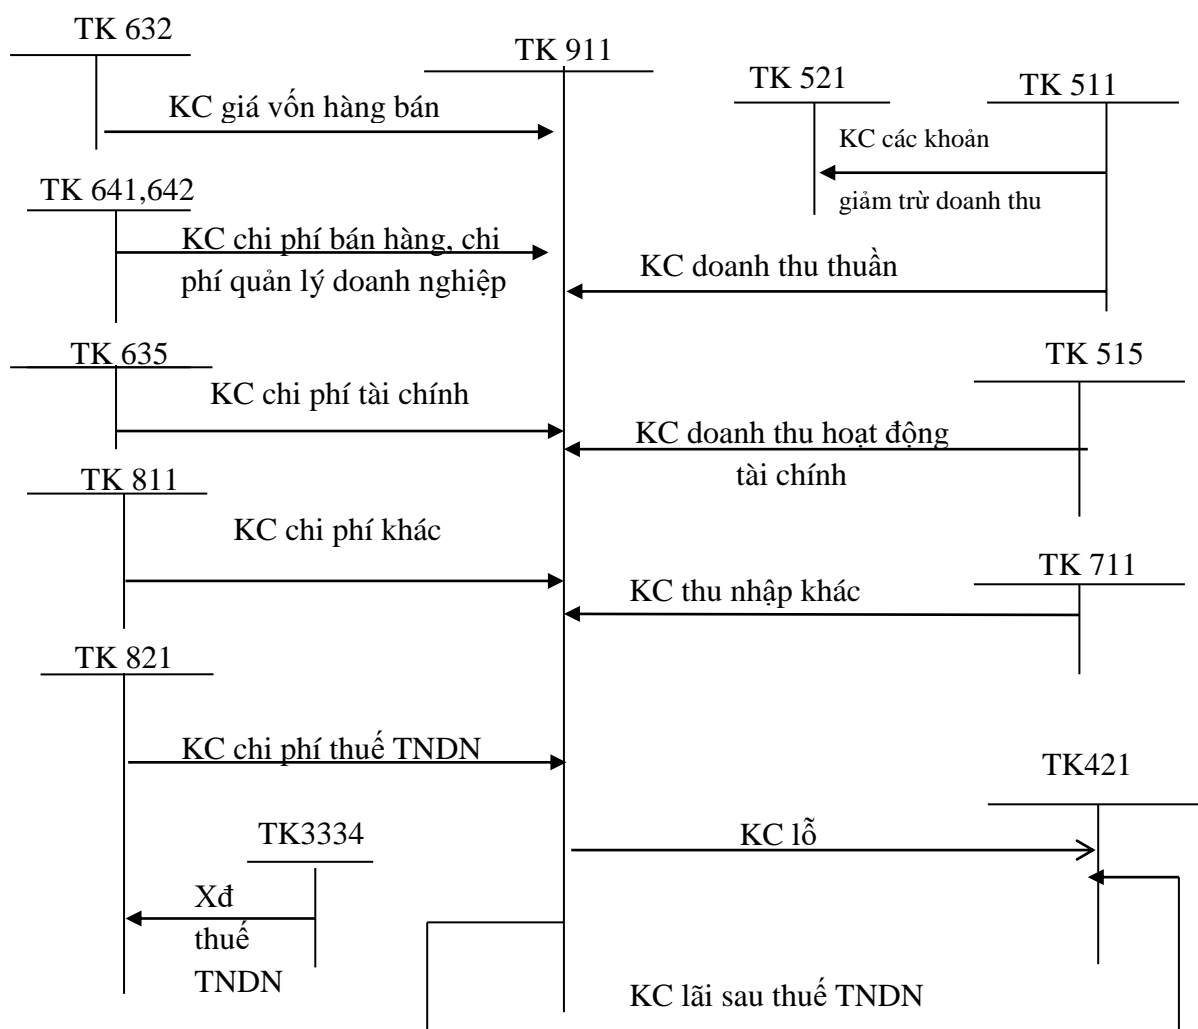 TK 632
TK 911
TK 521
TK 511
KC giá vốn hàng bán
KC các khoản
giảm trừ doanh thu
TK 641,642
KC chi phí bán hàng, chi
phí quản lý doanh nghiệp
KC doanh thu thuần
TK 635
TK 515
KC chi phí tài chính
KC doanh thu hoạt động
tài chính
TK 811
KC chi phí khác
TK 711
KC thu nhập khác
TK 821
KC chi phí thuế TNDN
TK421
TK3334
KC lỗ
Xđ
thuế
TNDN
KC lãi sau thuế TNDN